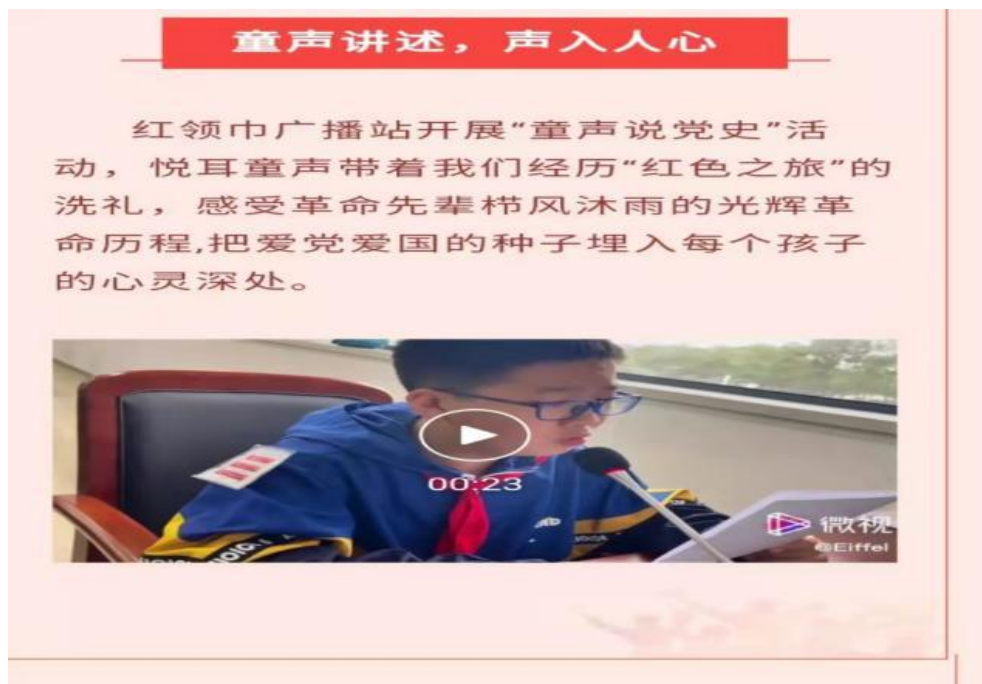 童声讲述，声入人心
红领巾广播站开展“童声说党史”活
动，悦耳童声带着我们经历“红色之旅”的
洗礼，感受革命先辈栉风沐雨的光辉革
命历程,把爱党爱国的种子埋入每个孩子
的心灵深处。
00:23
微视
@Eiffel